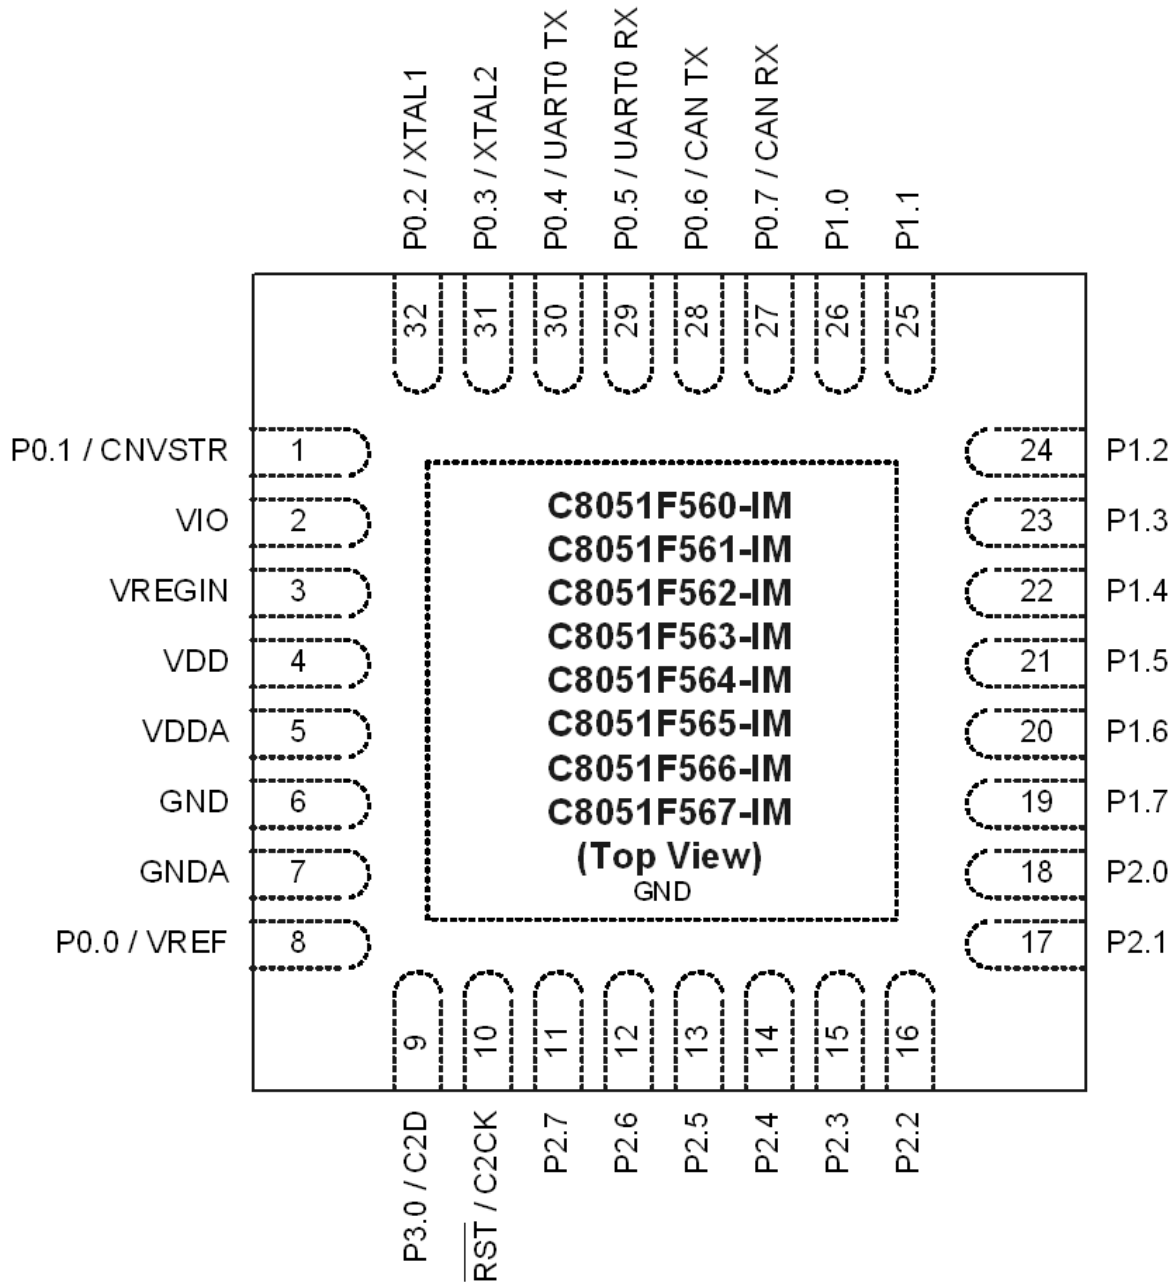 P0.2 / XTAL1
P0.3 / XTAL2
P0.4 / UART0 TX
P0.5 / UART0 RX
P0.6 / CAN TX
P0.7 / CAN RX
P1.0
P1.1
32
31
30
29
28
27
26
25
P0.1 / CNVSTR
1
VIO
2
VREGIN
3
VDD
4
VDDA
5
GND
6
GNDA
7
P0.0 / VREF
8
C8051F560-IM
C8051F561-IM
C8051F562-IM
C8051F563-IM
C8051F564-IM
C8051F565-IM
C8051F566-IM
C8051F567-IM
(Top View)
GND
24
P1.2
23
P1.3
22
P1.4
21
P1.5
20
P1.6
19
P1.7
18
P2.0
17
P2.1
9
10
11
12
13
14
15
16
P3.0 / C2D
RST / C2CK
P2.7
P2.6
P2.5
P2.4
P2.3
P2.2